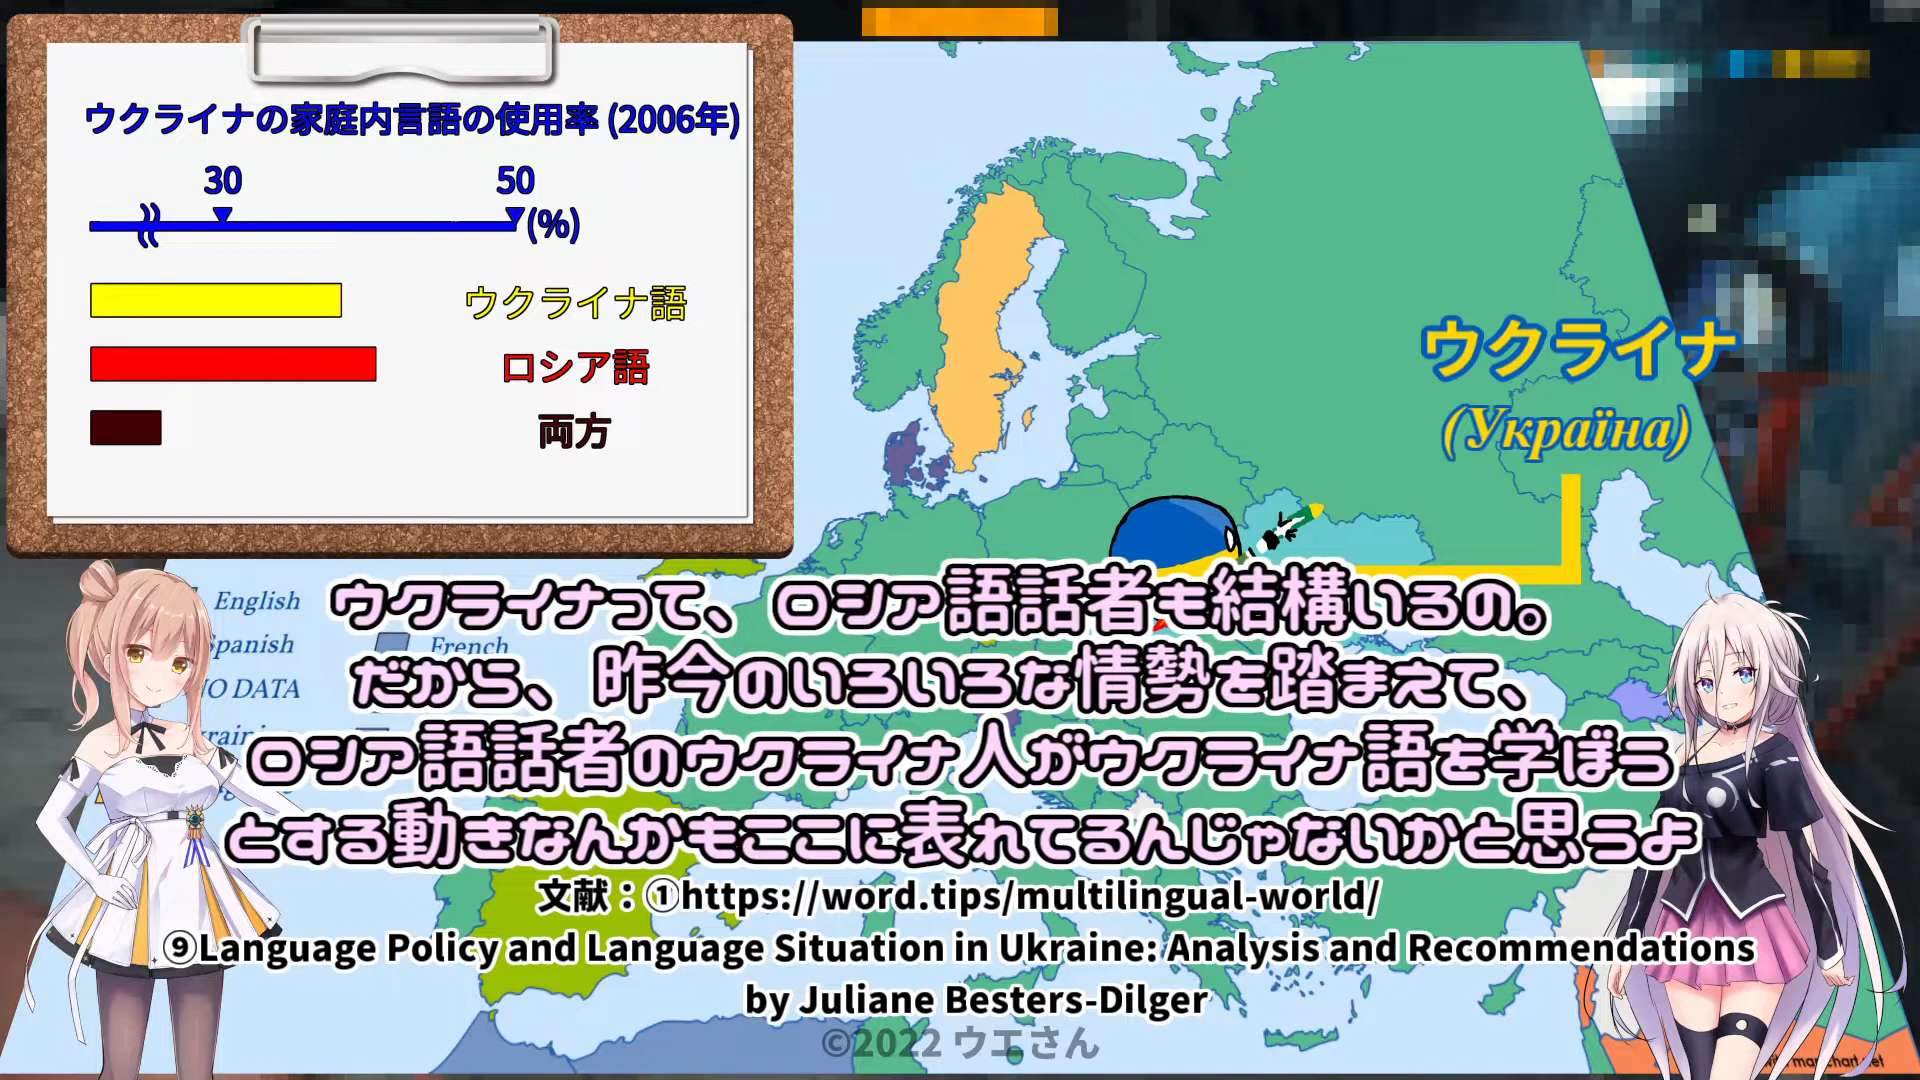 ウクライナの家庭内言語の使用率 (2006年)
30 50
(%)
ウクライナ語
ロシア語
両方
ウクライナ
(Україна)
English
Spanish
French
NO DATA
ウクライナって、ロシア語話者も結構いるの。
だから、昨今のいろいろな情勢を踏まえて、
ロシア語話者のウクライナ人がウクライナ語を学ぼう
とする動きなんかもここに表れてるんじゃないかと思うよ
文献：①https://word.tips/multilingual-world/
⑨Language Policy and Language Situation in Ukraine: Analysis and Recommendations
by Juliane Besters-Dilger
©2022 ウエさん